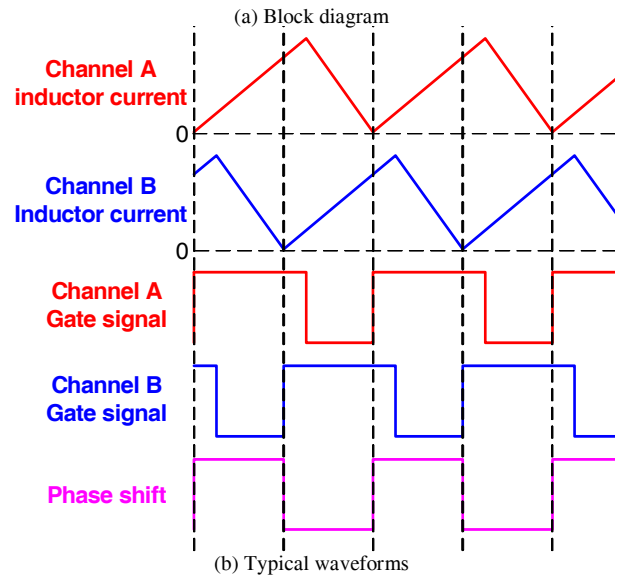 (a) Block diagram
Channel A
inductor current
0
Channel B
Inductor current
0
Channel A
Gate signal
Channel B
Gate signal
Phase shift
(b) Typical waveforms